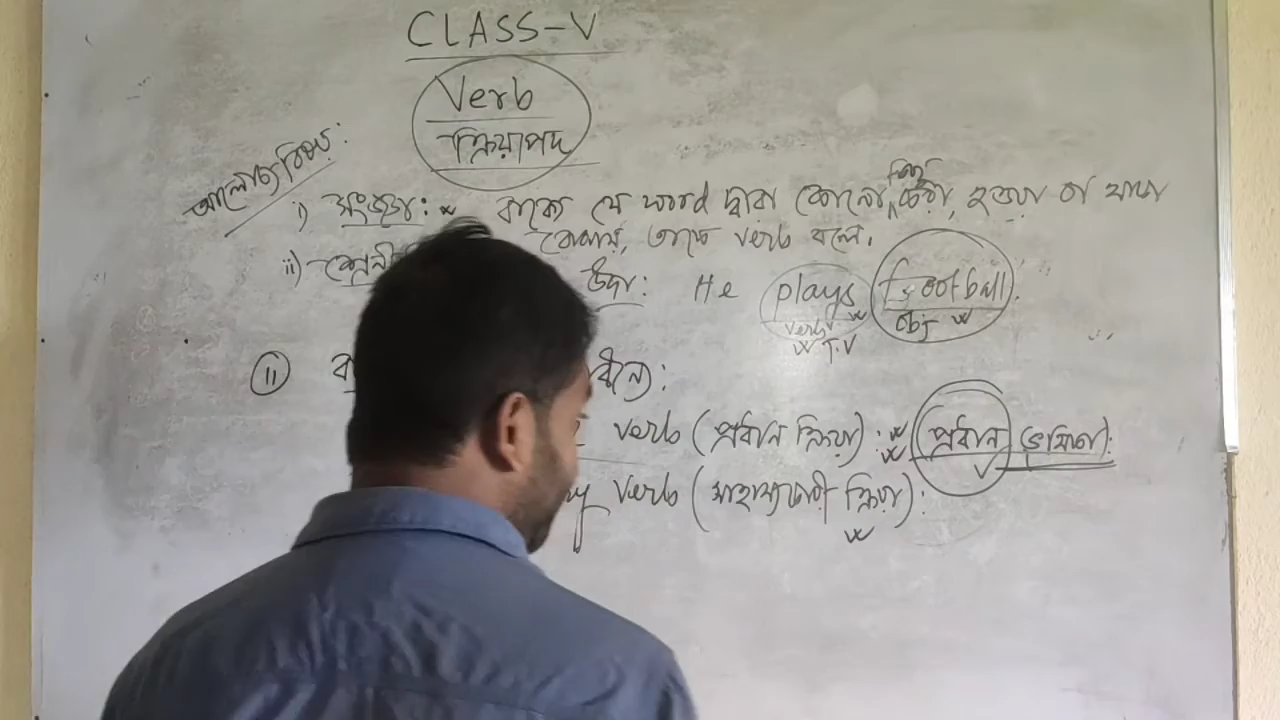 CLASS-V
Verb
ক্রিয়াপদ
আলোচ্য বিষয়:
i) সংজ্ঞা: বাক্যে যে word দ্বারা কোনো কিছু করা, হওয়া বা থাকা
বোঝায়, তাকে verb বলে.
ii)
উদা: He plays football.
verb obj
T.V
ii
verb (প্রধান ক্রিয়া): প্রধান ভূমিকা:
verb (সাহায্যকারী ক্রিয়া):